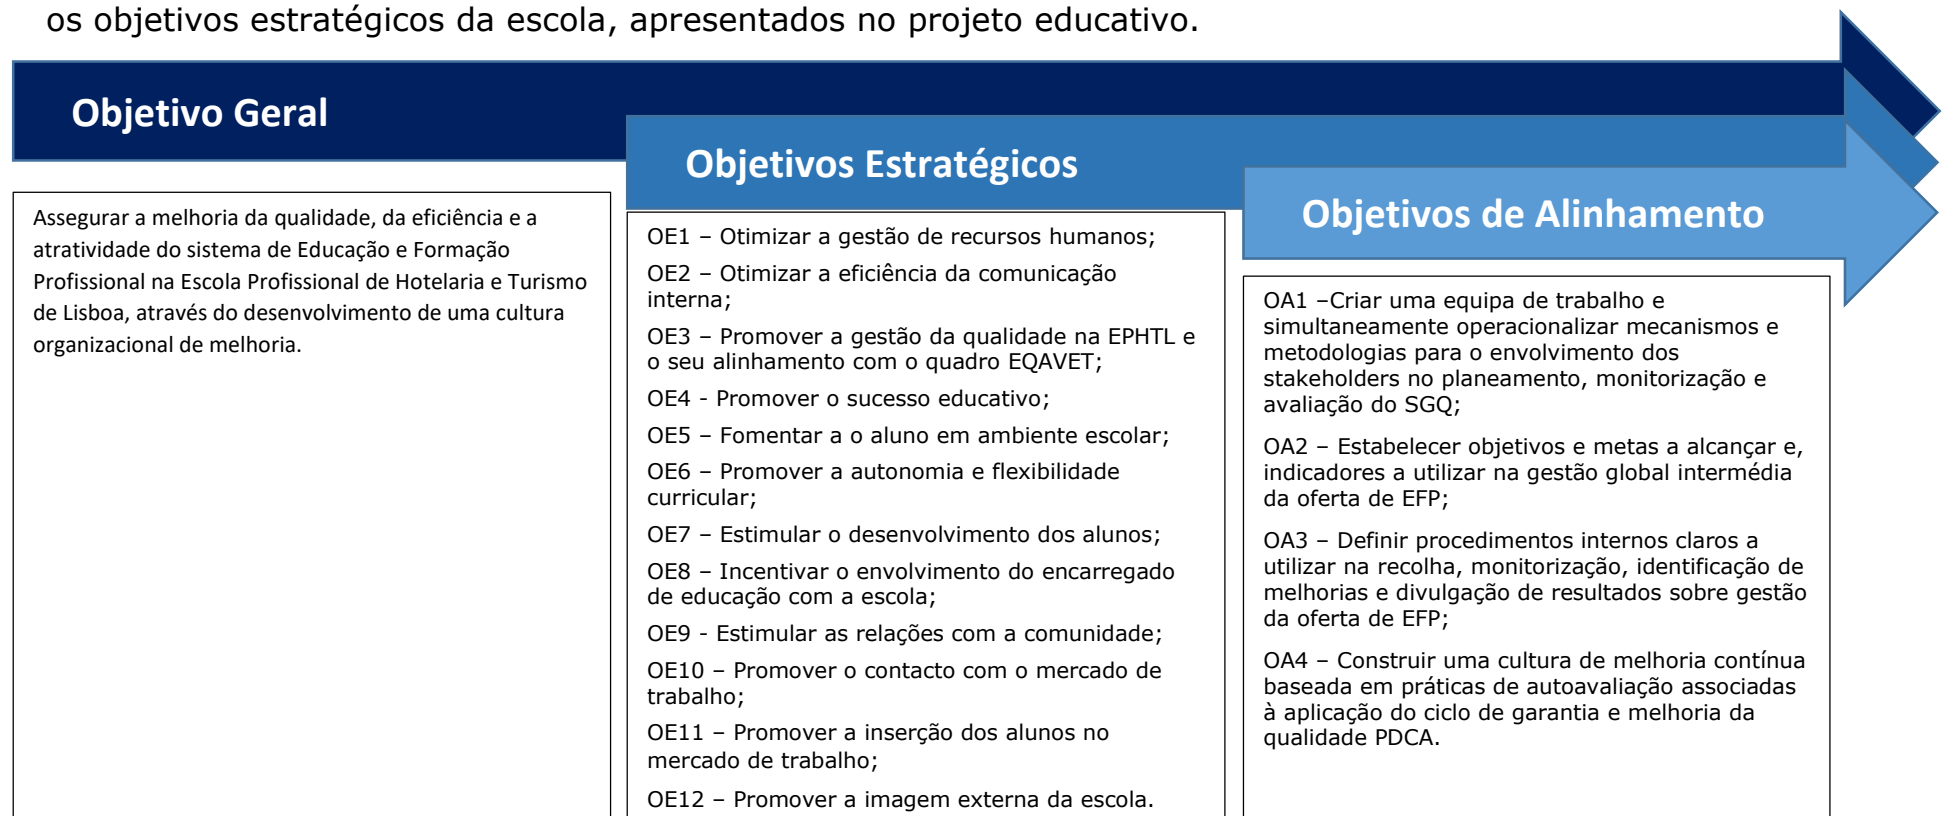 os objetivos estratégicos da escola, apresentados no projeto educativo.
Objetivo Geral
Assegurar a melhoria da qualidade, da eficiência e a
atratividade do sistema de Educação e Formação
Profissional na Escola Profissional de Hotelaria e Turismo
de Lisboa, através do desenvolvimento de uma cultura
organizacional de melhoria.
Objetivos Estratégicos
OE1 – Otimizar a gestão de recursos humanos;
OE2 – Otimizar a eficiência da comunicação
interna;
OE3 – Promover a gestão da qualidade na EPHTL e
o seu alinhamento com o quadro EQAVET;
OE4 - Promover o sucesso educativo;
OE5 – Fomentar a o aluno em ambiente escolar;
OE6 – Promover a autonomia e flexibilidade
curricular;
OE7 – Estimular o desenvolvimento dos alunos;
OE8 – Incentivar o envolvimento do encarregado
de educação com a escola;
OE9 - Estimular as relações com a comunidade;
OE10 – Promover o contacto com o mercado de
trabalho;
OE11 – Promover a inserção dos alunos no
mercado de trabalho;
OE12 – Promover a imagem externa da escola.
Objetivos de Alinhamento
OA1 –Criar uma equipa de trabalho e
simultaneamente operacionalizar mecanismos e
metodologias para o envolvimento dos
stakeholders no planeamento, monitorização e
avaliação do SGQ;
OA2 – Estabelecer objetivos e metas a alcançar e,
indicadores a utilizar na gestão global intermédia
da oferta de EFP;
OA3 – Definir procedimentos internos claros a
utilizar na recolha, monitorização, identificação de
melhorias e divulgação de resultados sobre gestão
da oferta de EFP;
OA4 – Construir uma cultura de melhoria contínua
baseada em práticas de autoavaliação associadas
à aplicação do ciclo de garantia e melhoria da
qualidade PDCA.